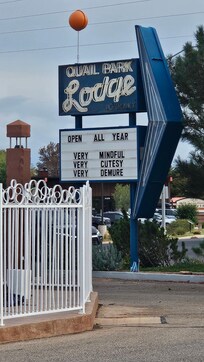 QUAIL PARK
Lodge
OPEN ALL YEAR
VERY MINDFUL
VERY CUTESY
VERY DEMURE